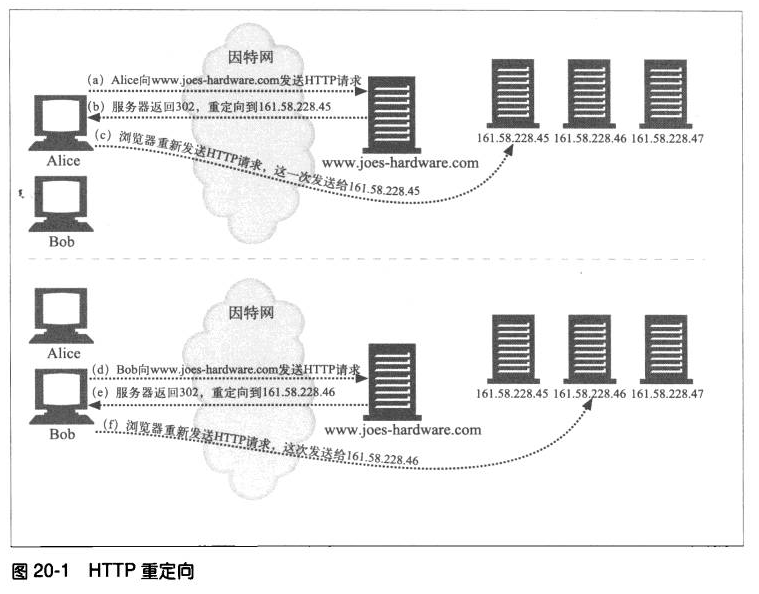 因特网
(a) Alice向www.joes-hardware.com发送HTTP请求
(b) 服务器返回302，重定向到161.58.228.45
(c) 浏览器重新发送HTTP请求，这一次发送给161.58.228.45
Alice
www.joes-hardware.com
161.58.228.45 161.58.228.46 161.58.228.47
Bob
因特网
Alice
(d) Bob向www.joes-hardware.com发送HTTP请求
(e) 服务器返回302，重定向到161.58.228.46
161.58.228.45 161.58.228.46 161.58.228.47
Bob
www.joes-hardware.com
(f) 浏览器重新发送HTTP请求，这次发送给161.58.228.46
图 20-1 HTTP 重定向